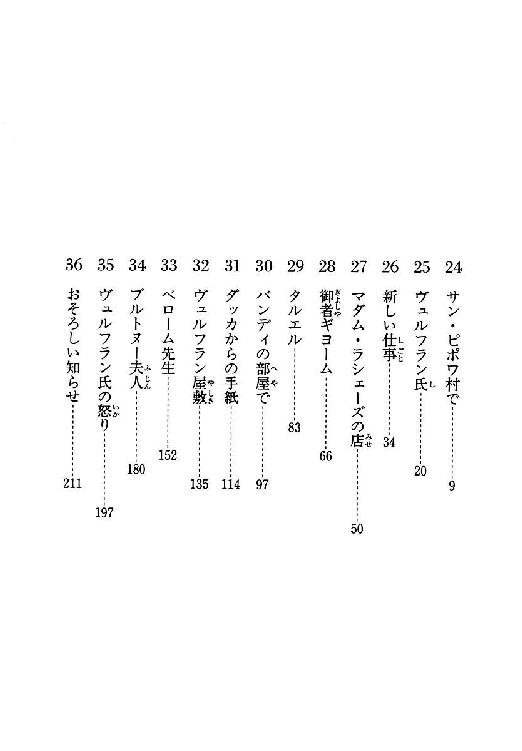 24 サン・ピポワ村で……9
25 ヴュルフラン氏……20
26 新しい仕事……34
27 マダム・ラシェーズの店……50
28 御者ギヨーム……66
29 タルエル……83
30 バンディの部屋で……97
31 ダッカからの手紙……114
32 ヴュルフラン屋敷……135
33 ベローム先生……152
34 ブルトヌー夫人……180
35 ヴュルフラン氏の怒り……197
36 おそろしい知らせ……211